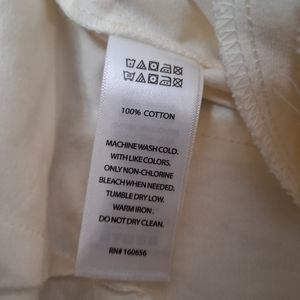 100% COTTON
MACHINE WASH COLD.
WITH LIKE COLORS.
ONLY NON-CHLORINE
BLEACH WHEN NEEDED.
TUMBLE DRY LOW.
WARM IRON .
DO NOT DRY CLEAN.
RN# 160656